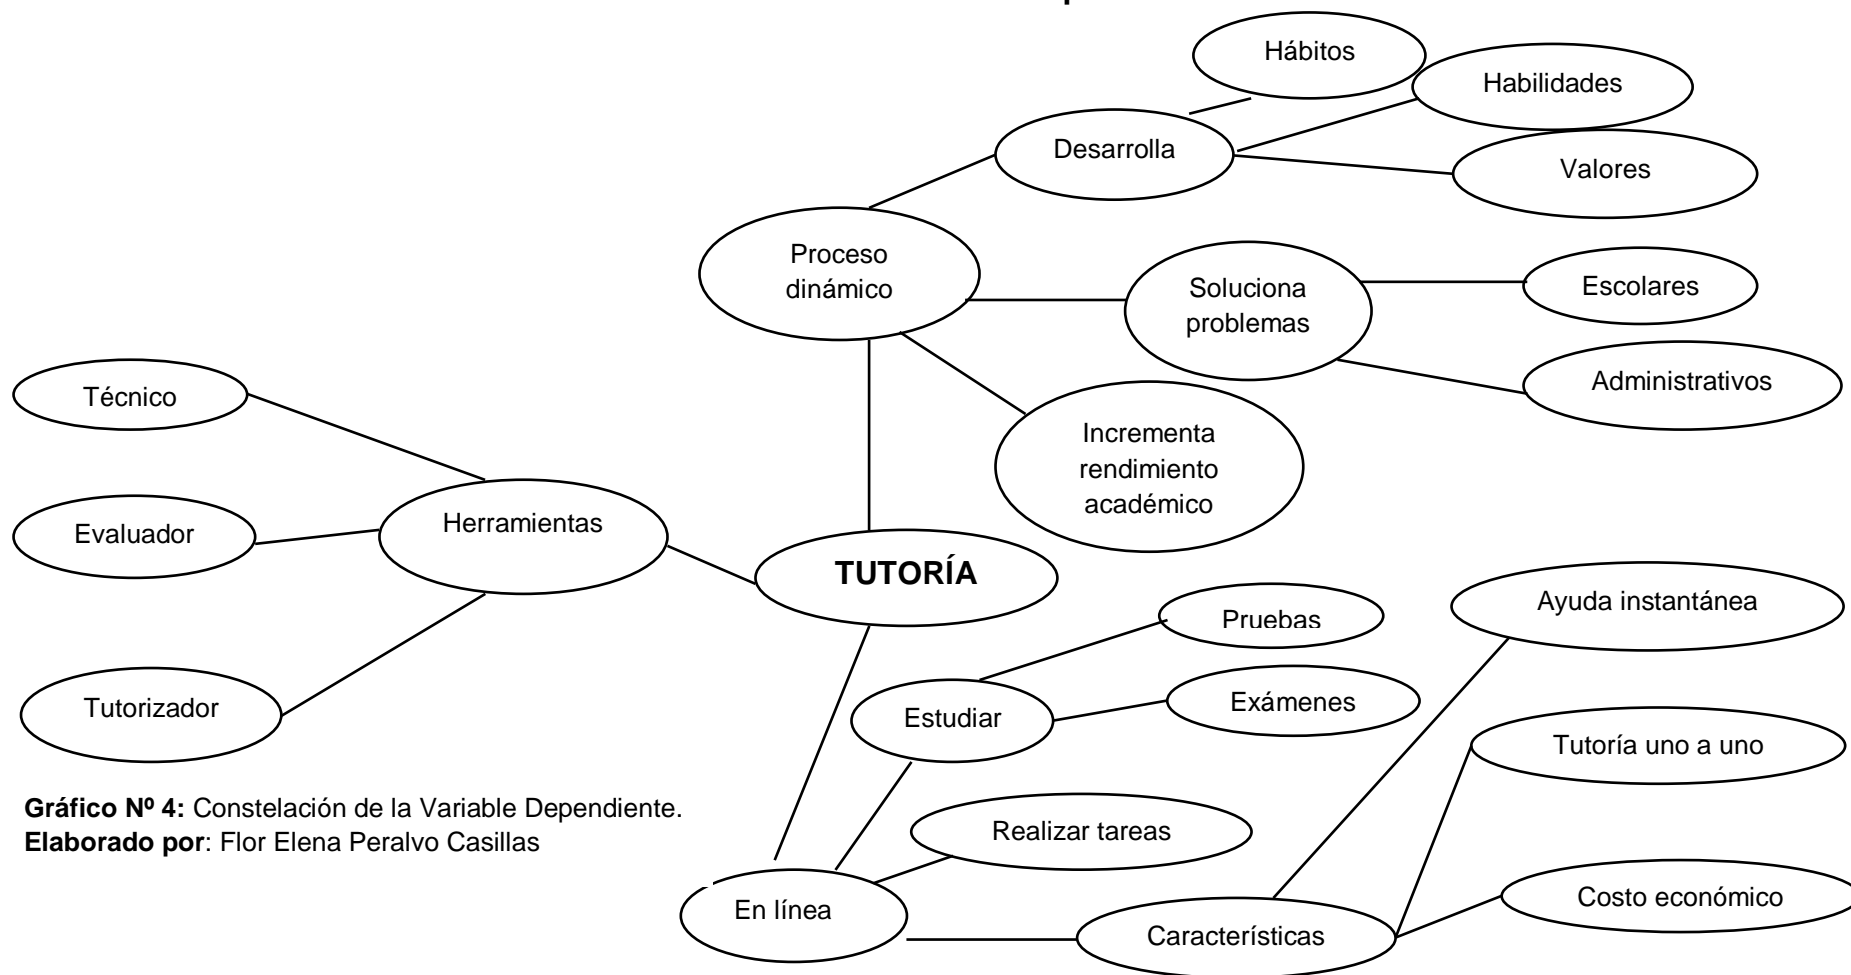 Hábitos
Habilidades
Desarrolla
Valores
Proceso
dinámico
Soluciona
problemas
Escolares
Administrativos
Incrementa
rendimiento
académico
Técnico
Evaluador
Herramientas
Tutorizador
TUTORÍA
Pruebas
Exámenes
Estudiar
Ayuda instantánea
Tutoría uno a uno
Realizar tareas
Costo económico
En línea
Características
Gráfico Nº 4: Constelación de la Variable Dependiente.
Elaborado por: Flor Elena Peralvo Casillas